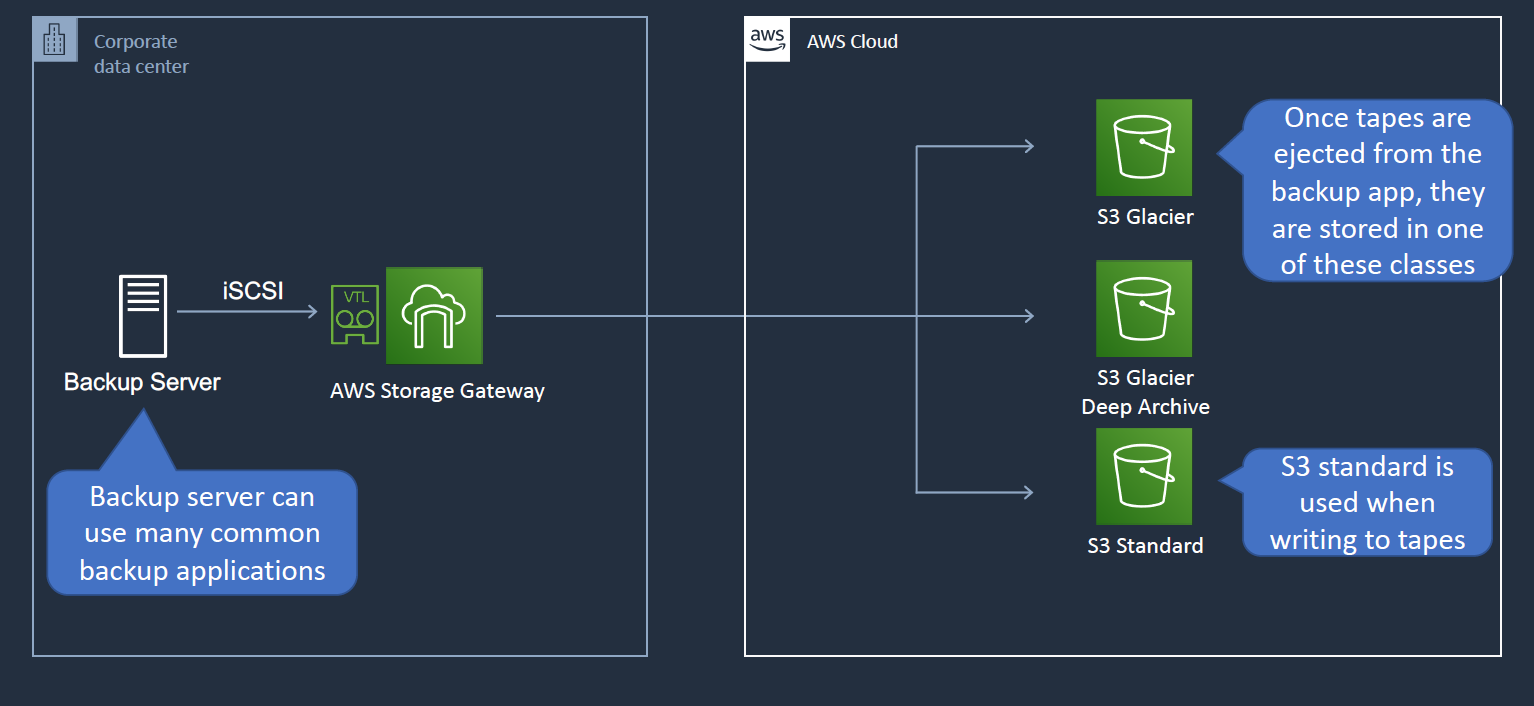 Corporate
data center
aws
AWS Cloud
Once tapes are
ejected from the
backup app, they
are stored in one
of these classes
S3 Glacier
iSCSI
VTL
Backup Server
AWS Storage Gateway
S3 Glacier
Deep Archive
Backup server can
use many common
backup applications
S3 standard is
used when
writing to tapes
S3 Standard